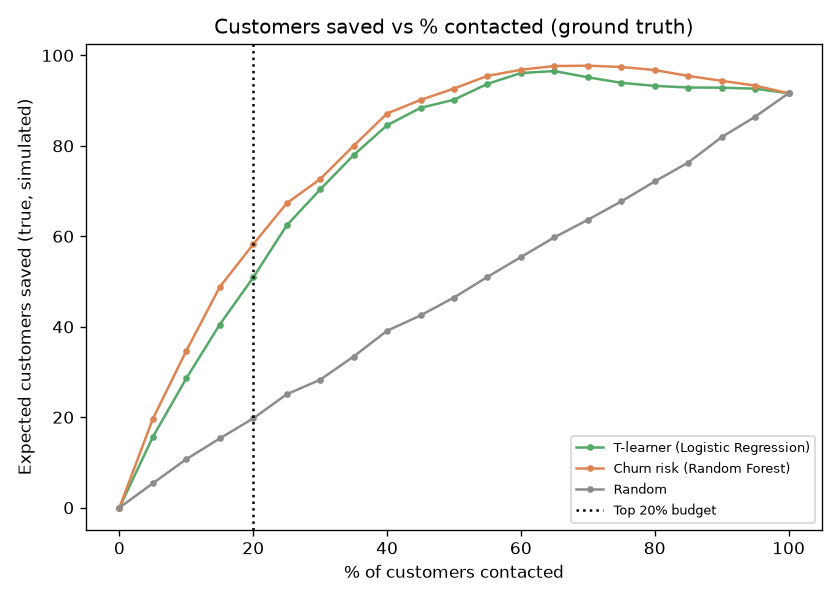 Customers saved vs % contacted (ground truth)
Expected customers saved (true, simulated)
100
80
60
40
20
0
T-learner (Logistic Regression)
Churn risk (Random Forest)
Random
Top 20% budget
0 20 40 60 80 100
% of customers contacted